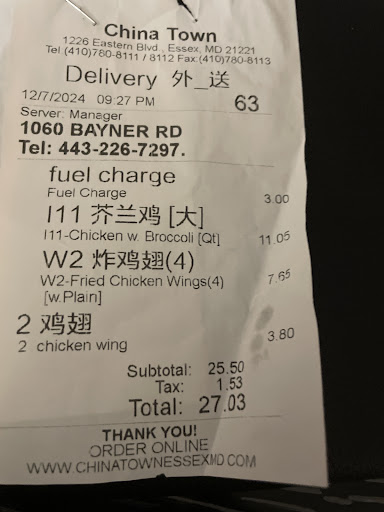 China Town
1226 Eastern Blvd., Essex, MD 21221
Tel:(410)780-8111 / 8112 Fax:(410)780-8113
Delivery 外_送
12/7/2024 09:27 PM 63
Server: Manager
1060 BAYNER RD
Tel: 443-226-7297.
fuel charge
Fuel Charge 3.00
I11 芥兰鸡 [大]
I11-Chicken w. Broccoli [Qt] 11.05
W2 炸鸡翅(4)
W2-Fried Chicken Wings(4) 7.65
[w.Plain]
2 鸡翅
2 chicken wing 3.80
Subtotal: 25.50
Tax: 1.53
Total: 27.03
THANK YOU!
ORDER ONLINE
WWW.CHINATOWNESSEXMD.COM